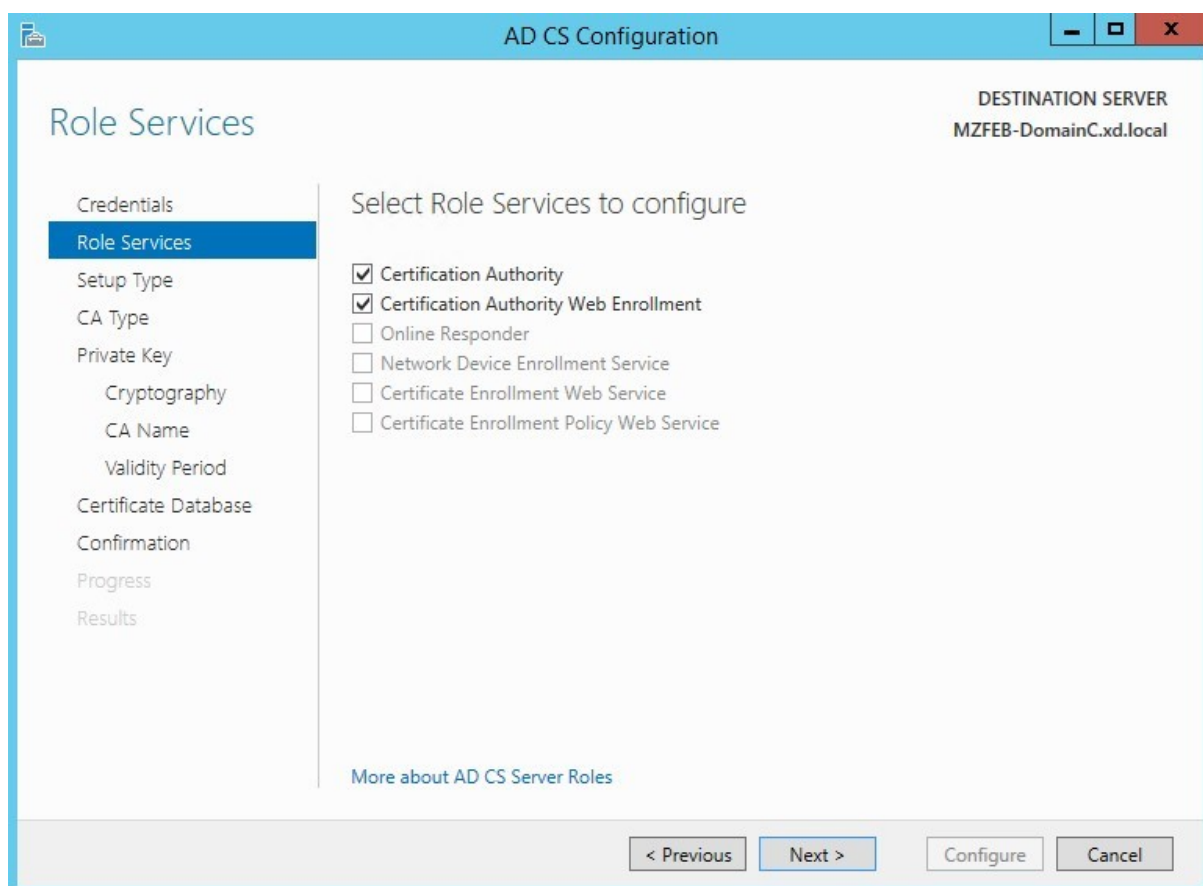 AD CS Configuration
Role Services
DESTINATION SERVER
MZFEB-DomainC.xd.local
Credentials
Role Services
Setup Type
CA Type
Private Key
Cryptography
CA Name
Validity Period
Certificate Database
Confirmation
Progress
Results
Select Role Services to configure
Certification Authority
Certification Authority Web Enrollment
Online Responder
Network Device Enrollment Service
Certificate Enrollment Web Service
Certificate Enrollment Policy Web Service
More about AD CS Server Roles
< Previous
Next >
Configure
Cancel